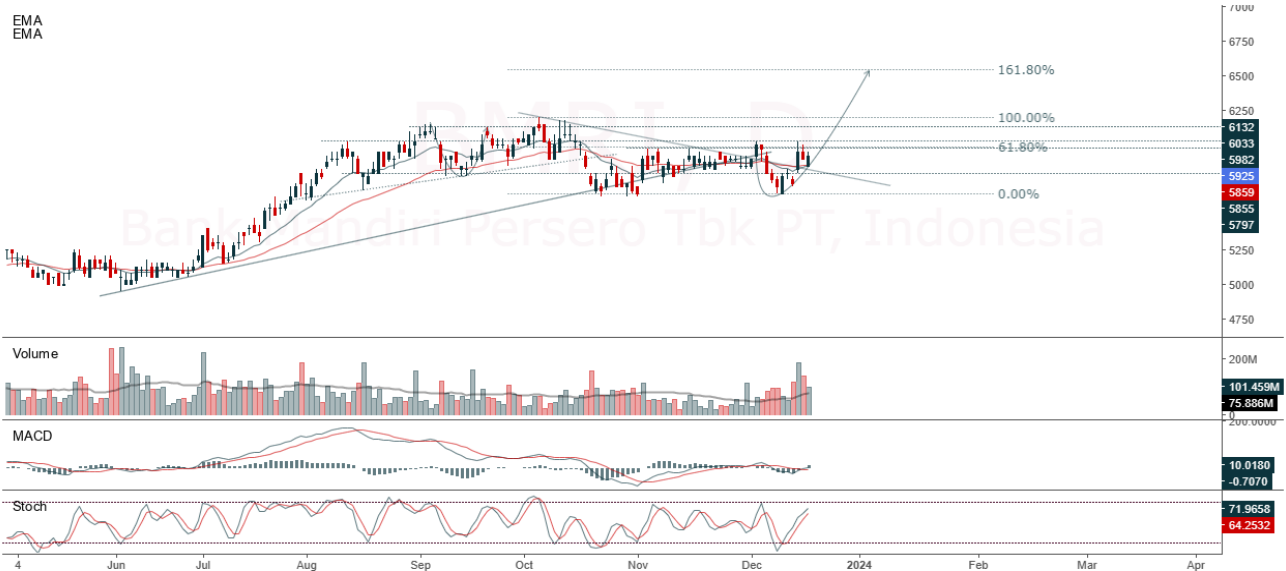 EMA
EMA
7000
6750
6500
6250
5250
5000
4750
161.80%
100.00%
61.80%
0.00%
6132
6033
5982
5925
5859
5855
5797
BMRI, D
Bank Mandiri Persero Tbk PT, Indonesia
Volume
200M
101.459M
75.886M
0
MACD
200.0000
10.0180
-0.7070
Stoch
71.9658
64.2532
4 Jun Jul Aug Sep Oct Nov Dec 2024 Feb Mar Apr